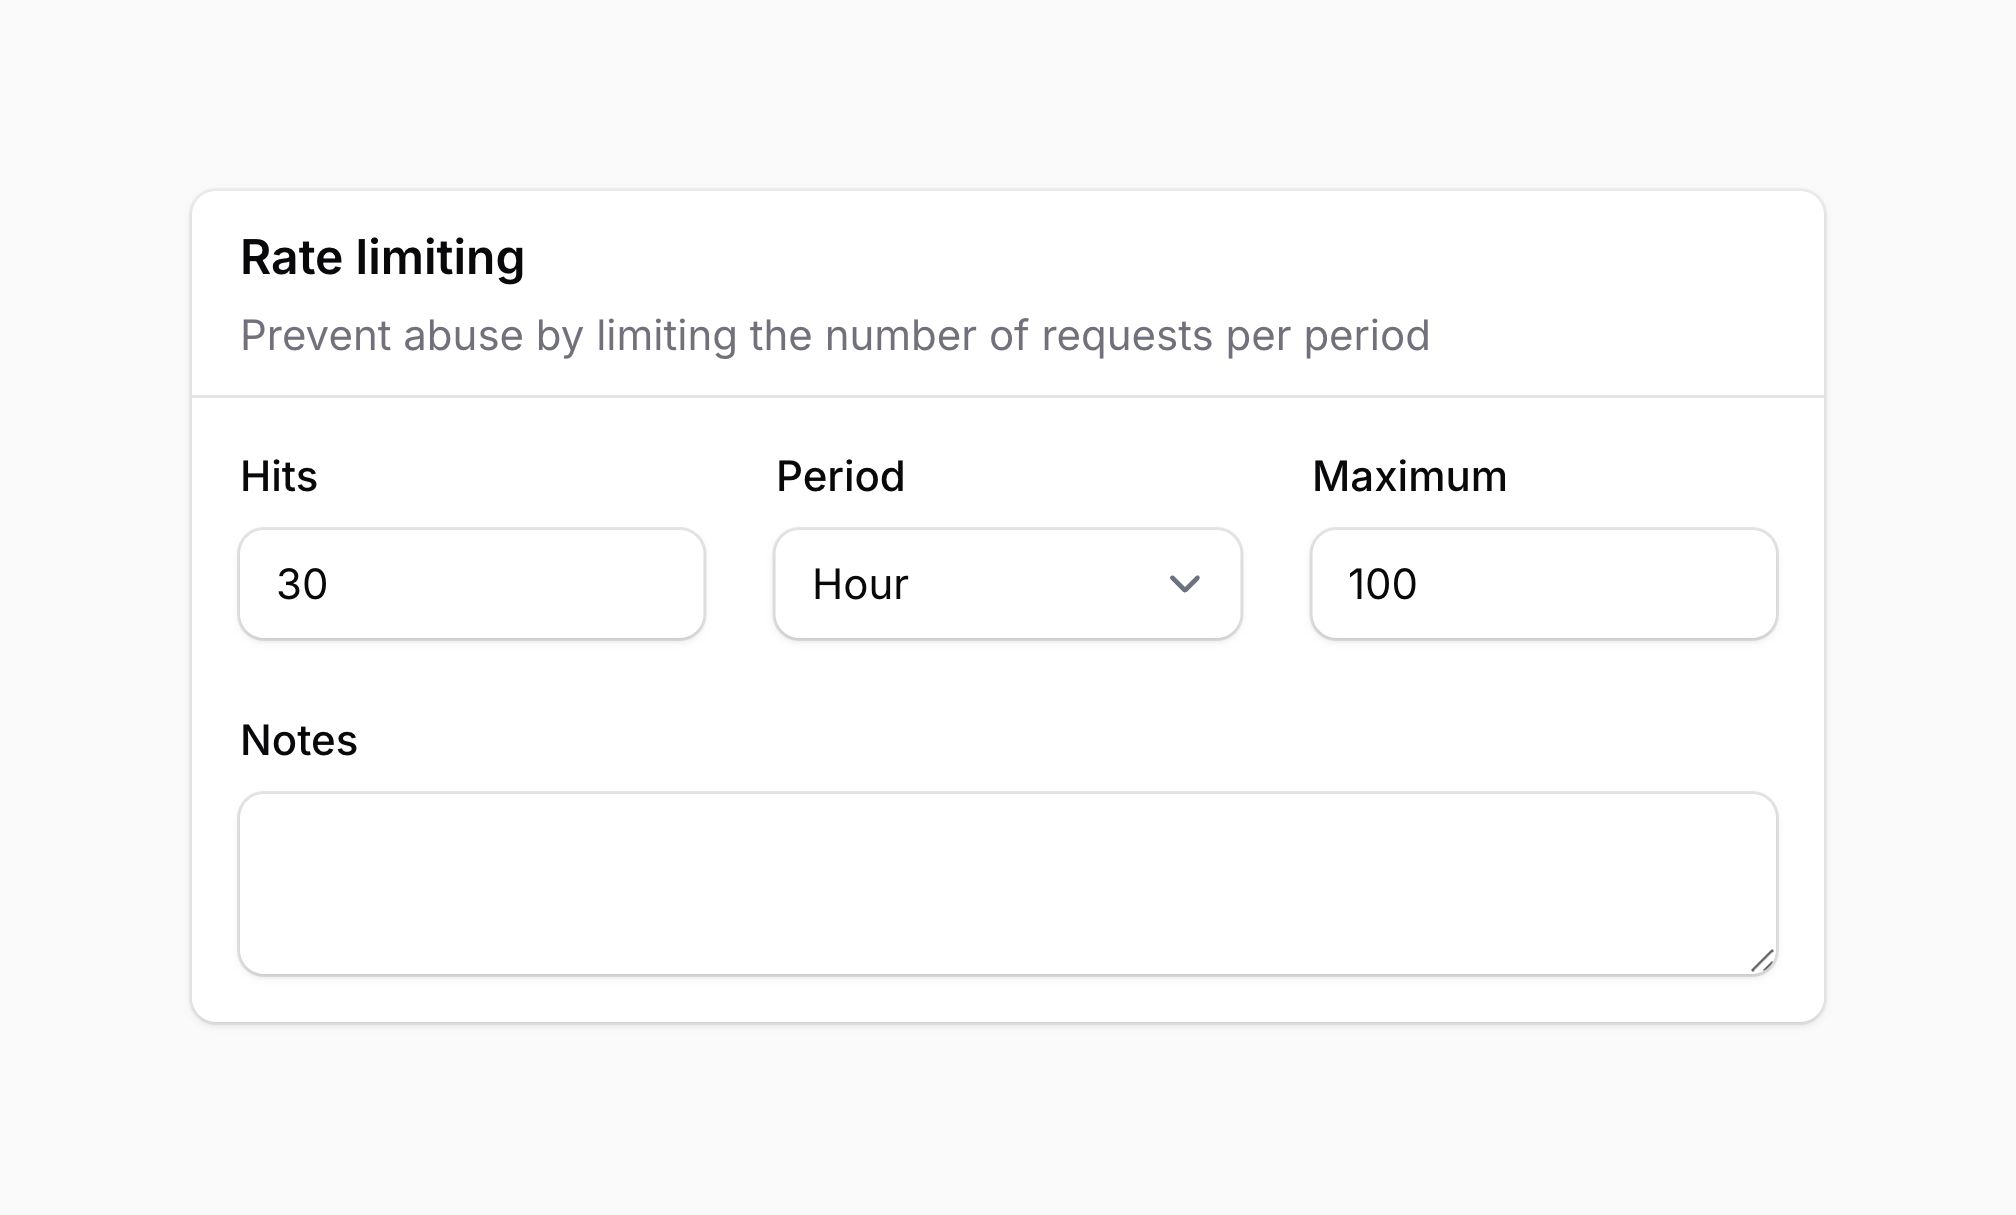 Rate limiting
Prevent abuse by limiting the number of requests per period
Hits
Period
Maximum
30
Hour
100
Notes